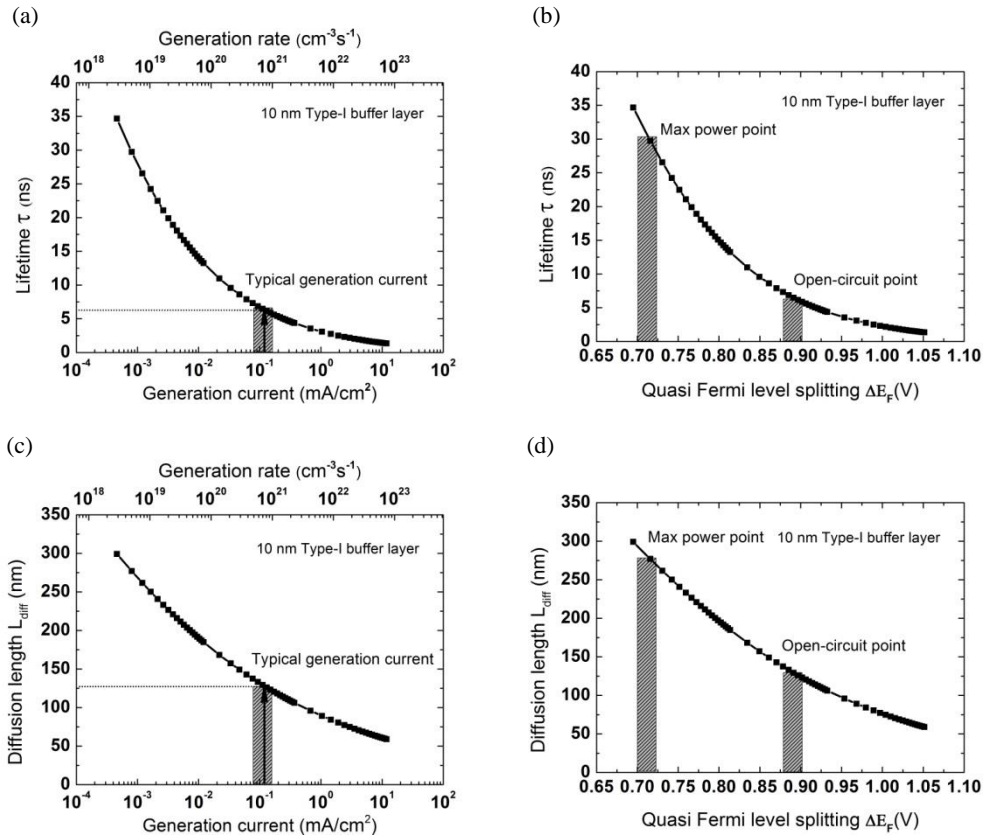 (a)
Generation rate (cm⁻³s⁻¹)
10¹⁸ 10¹⁹ 10²⁰ 10²¹ 10²² 10²³
40
35
30
25
20
15
10
5
0
Lifetime τ (ns)
10 nm Type-I buffer layer
Typical generation current
10⁻⁴ 10⁻³ 10⁻² 10⁻¹ 10⁰ 10¹ 10²
Generation current (mA/cm²)
(b)
40
35
30
25
20
15
10
5
0
Lifetime τ (ns)
10 nm Type-I buffer layer
Max power point
Open-circuit point
0.65 0.70 0.75 0.80 0.85 0.90 0.95 1.00 1.05 1.10
Quasi Fermi level splitting ΔE_F(V)
(c)
Generation rate (cm⁻³s⁻¹)
10¹⁸ 10¹⁹ 10²⁰ 10²¹ 10²² 10²³
350
300
250
200
150
100
50
0
Diffusion length L_diff (nm)
10 nm Type-I buffer layer
Typical generation current
10⁻⁴ 10⁻³ 10⁻² 10⁻¹ 10⁰ 10¹ 10²
Generation current (mA/cm²)
(d)
350
300
250
200
150
100
50
0
Diffusion length L_diff (nm)
Max power point 10 nm Type-I buffer layer
Open-circuit point
0.65 0.70 0.75 0.80 0.85 0.90 0.95 1.00 1.05 1.10
Quasi Fermi level splitting ΔE_F(V)